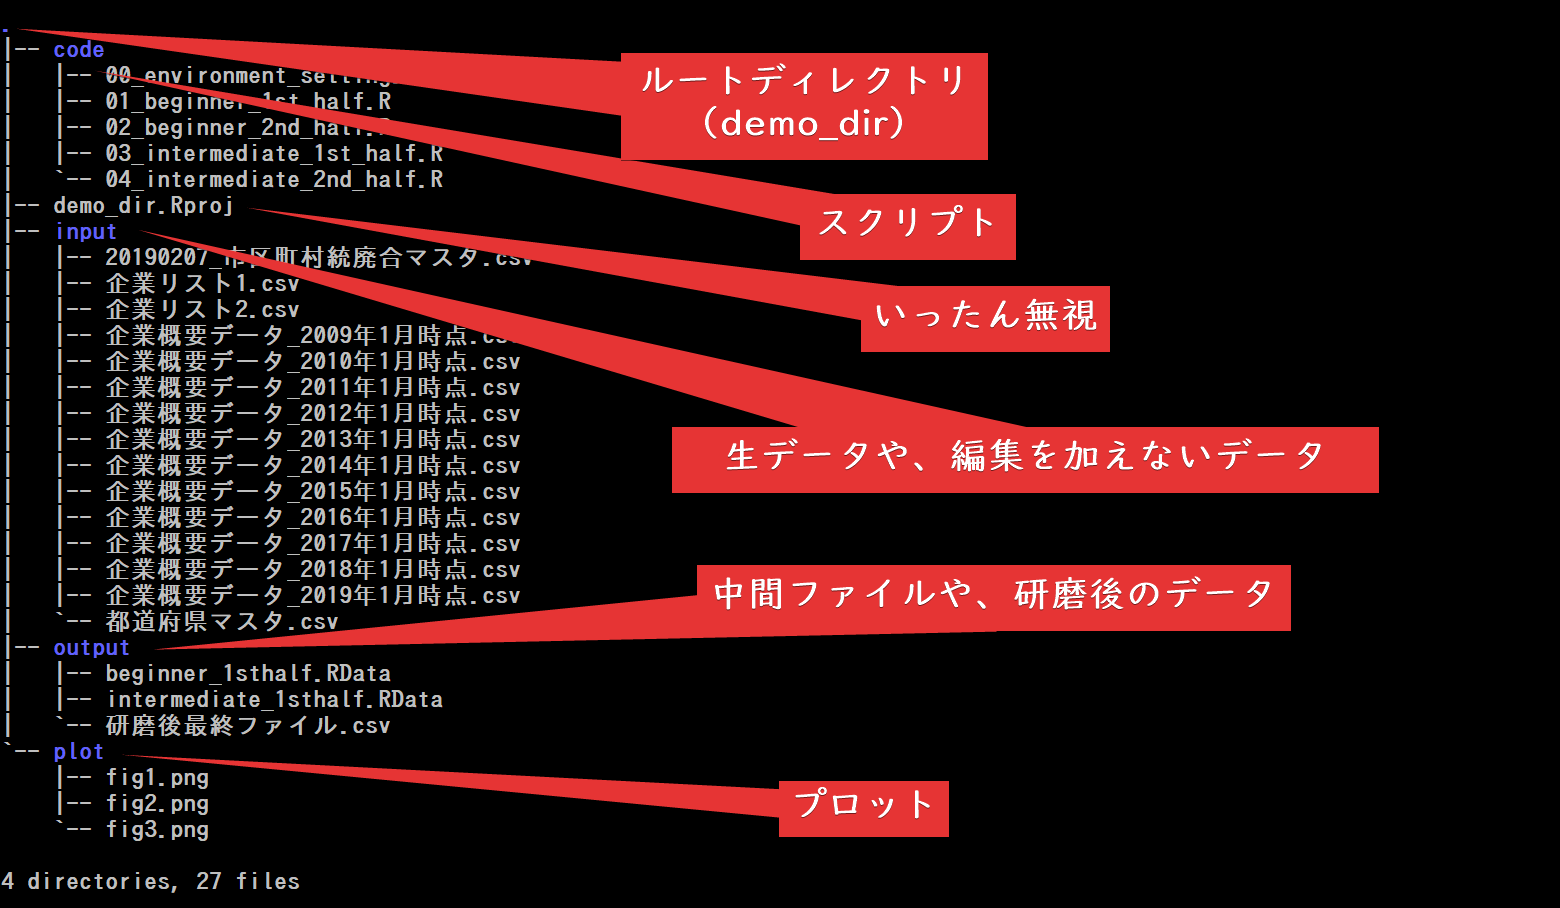 .
|-- code
|   |-- 00_environment_setting
|   |-- 01_beginner_1st_half.R
|   |-- 02_beginner_2nd_half.R
|   |-- 03_intermediate_1st_half.R
|   `-- 04_intermediate_2nd_half.R
|-- demo_dir.Rproj
|-- input
|   |-- 20190207_市区町村統廃合マスタ.csv
|   |-- 企業リスト1.csv
|   |-- 企業リスト2.csv
|   |-- 企業概要データ_2009年1月時点.csv
|   |-- 企業概要データ_2010年1月時点.csv
|   |-- 企業概要データ_2011年1月時点.csv
|   |-- 企業概要データ_2012年1月時点.csv
|   |-- 企業概要データ_2013年1月時点.csv
|   |-- 企業概要データ_2014年1月時点.csv
|   |-- 企業概要データ_2015年1月時点.csv
|   |-- 企業概要データ_2016年1月時点.csv
|   |-- 企業概要データ_2017年1月時点.csv
|   |-- 企業概要データ_2018年1月時点.csv
|   |-- 企業概要データ_2019年1月時点.csv
|   `-- 都道府県マスタ.csv
|-- output
|   |-- beginner_1sthalf.RData
|   |-- intermediate_1sthalf.RData
|   `-- 研磨後最終ファイル.csv
`-- plot
    |-- fig1.png
    |-- fig2.png
    `-- fig3.png
4 directories, 27 files
ルートディレクトリ
（demo_dir）
スクリプト
いったん無視
生データや、編集を加えないデータ
中間ファイルや、研磨後のデータ
プロット